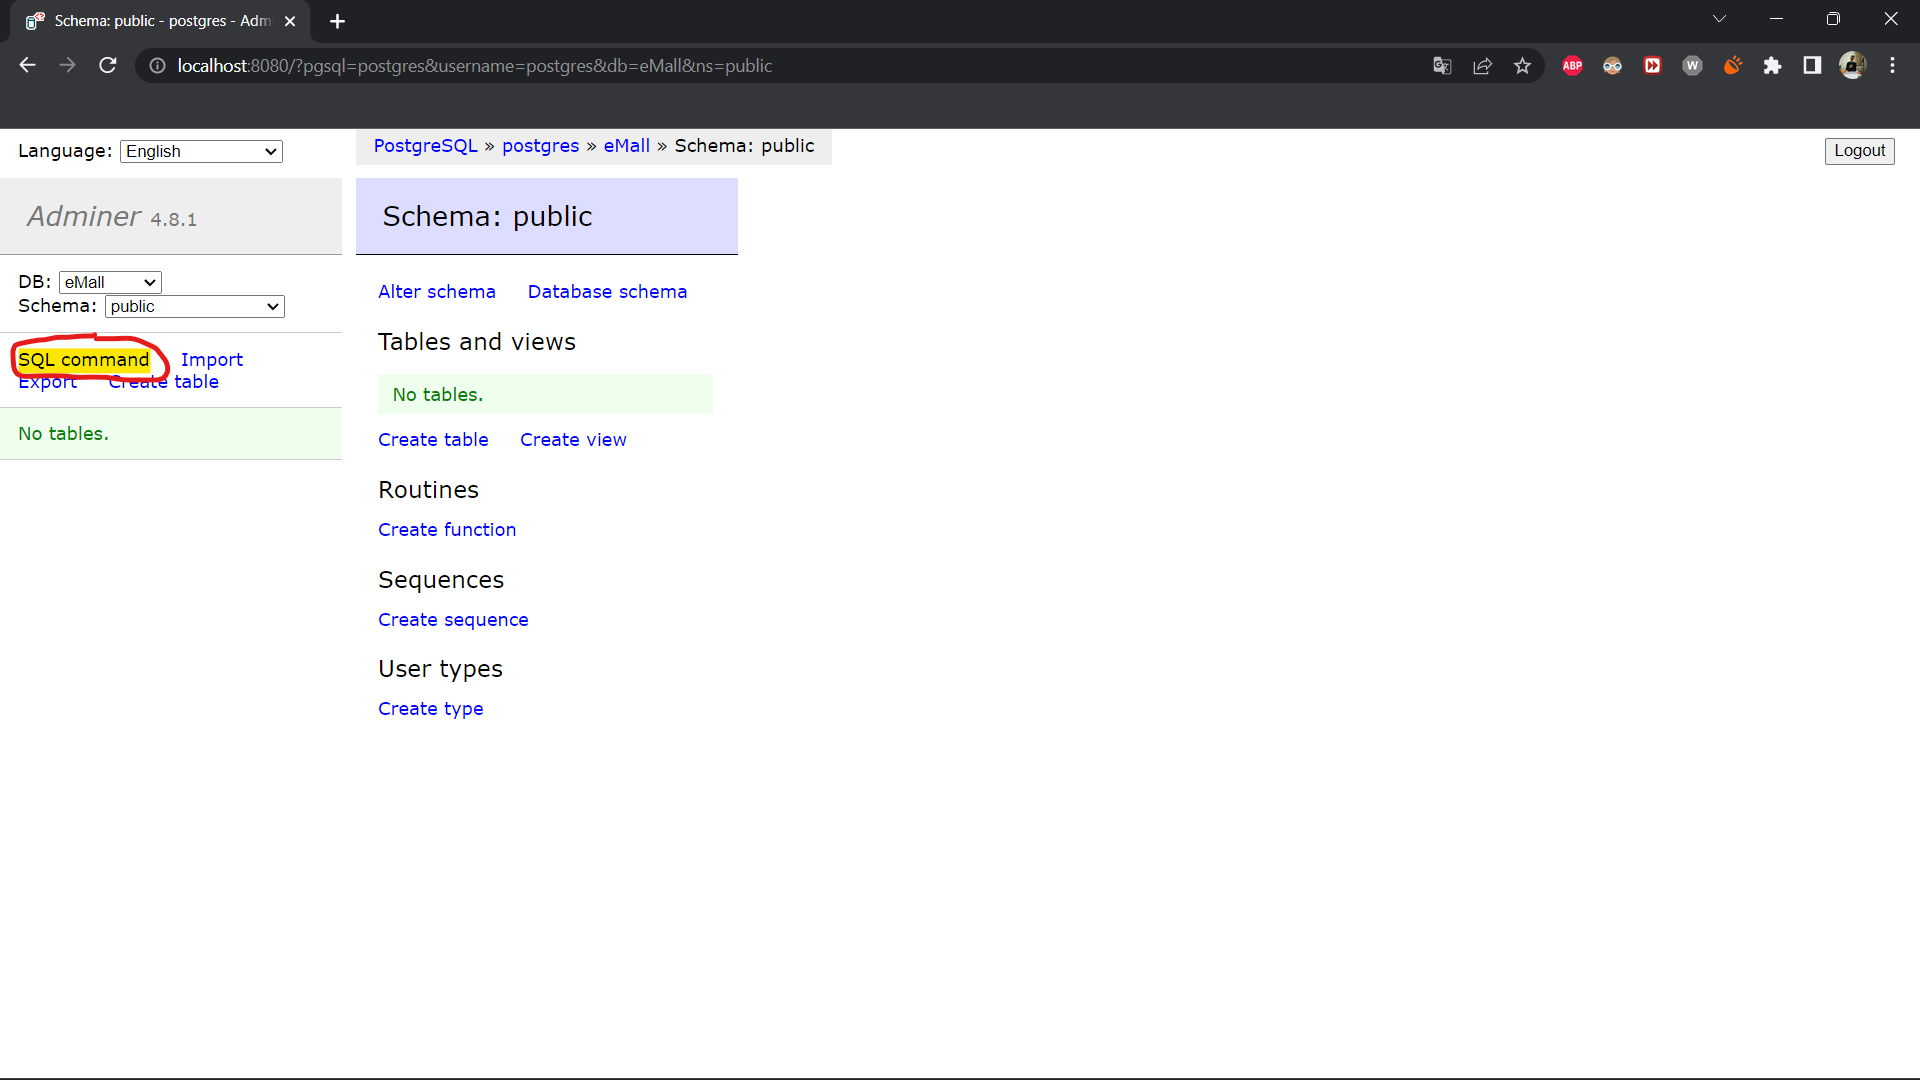 Schema: public - postgres - Adm
localhost:8080/?pgsql=postgres&username=postgres&db=eMall&ns=public
ABP
W
Language: English
PostgreSQL » postgres » eMall » Schema: public
Logout
Adminer 4.8.1
Schema: public
DB: eMall
Schema: public
SQL command Import
Export Create table
No tables.
Alter schema Database schema
Tables and views
No tables.
Create table Create view
Routines
Create function
Sequences
Create sequence
User types
Create type